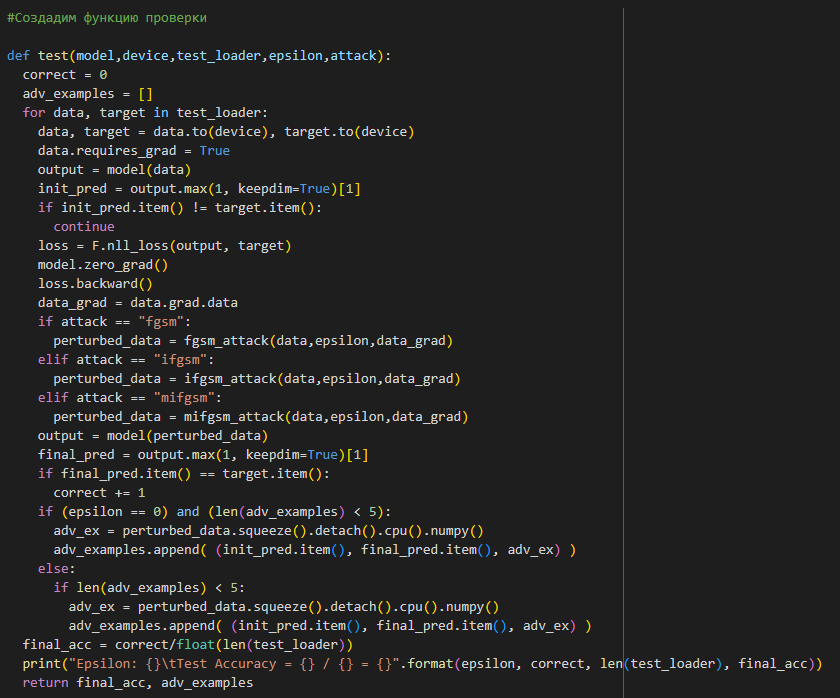 #Создадим функцию проверки

def test(model,device,test_loader,epsilon,attack):
  correct = 0
  adv_examples = []
  for data, target in test_loader:
    data, target = data.to(device), target.to(device)
    data.requires_grad = True
    output = model(data)
    init_pred = output.max(1, keepdim=True)[1]
    if init_pred.item() != target.item():
      continue
    loss = F.nll_loss(output, target)
    model.zero_grad()
    loss.backward()
    data_grad = data.grad.data
    if attack == "fgsm":
      perturbed_data = fgsm_attack(data,epsilon,data_grad)
    elif attack == "ifgsm":
      perturbed_data = ifgsm_attack(data,epsilon,data_grad)
    elif attack == "mifgsm":
      perturbed_data = mifgsm_attack(data,epsilon,data_grad)
    output = model(perturbed_data)
    final_pred = output.max(1, keepdim=True)[1]
    if final_pred.item() == target.item():
      correct += 1
    if (epsilon == 0) and (len(adv_examples) < 5):
      adv_ex = perturbed_data.squeeze().detach().cpu().numpy()
      adv_examples.append( (init_pred.item(), final_pred.item(), adv_ex) )
    else:
      if len(adv_examples) < 5:
        adv_ex = perturbed_data.squeeze().detach().cpu().numpy()
        adv_examples.append( (init_pred.item(), final_pred.item(), adv_ex) )
  final_acc = correct/float(len(test_loader))
  print("Epsilon: {}\tTest Accuracy = {} / {} = {}".format(epsilon, correct, len(test_loader), final_acc))
  return final_acc, adv_examples